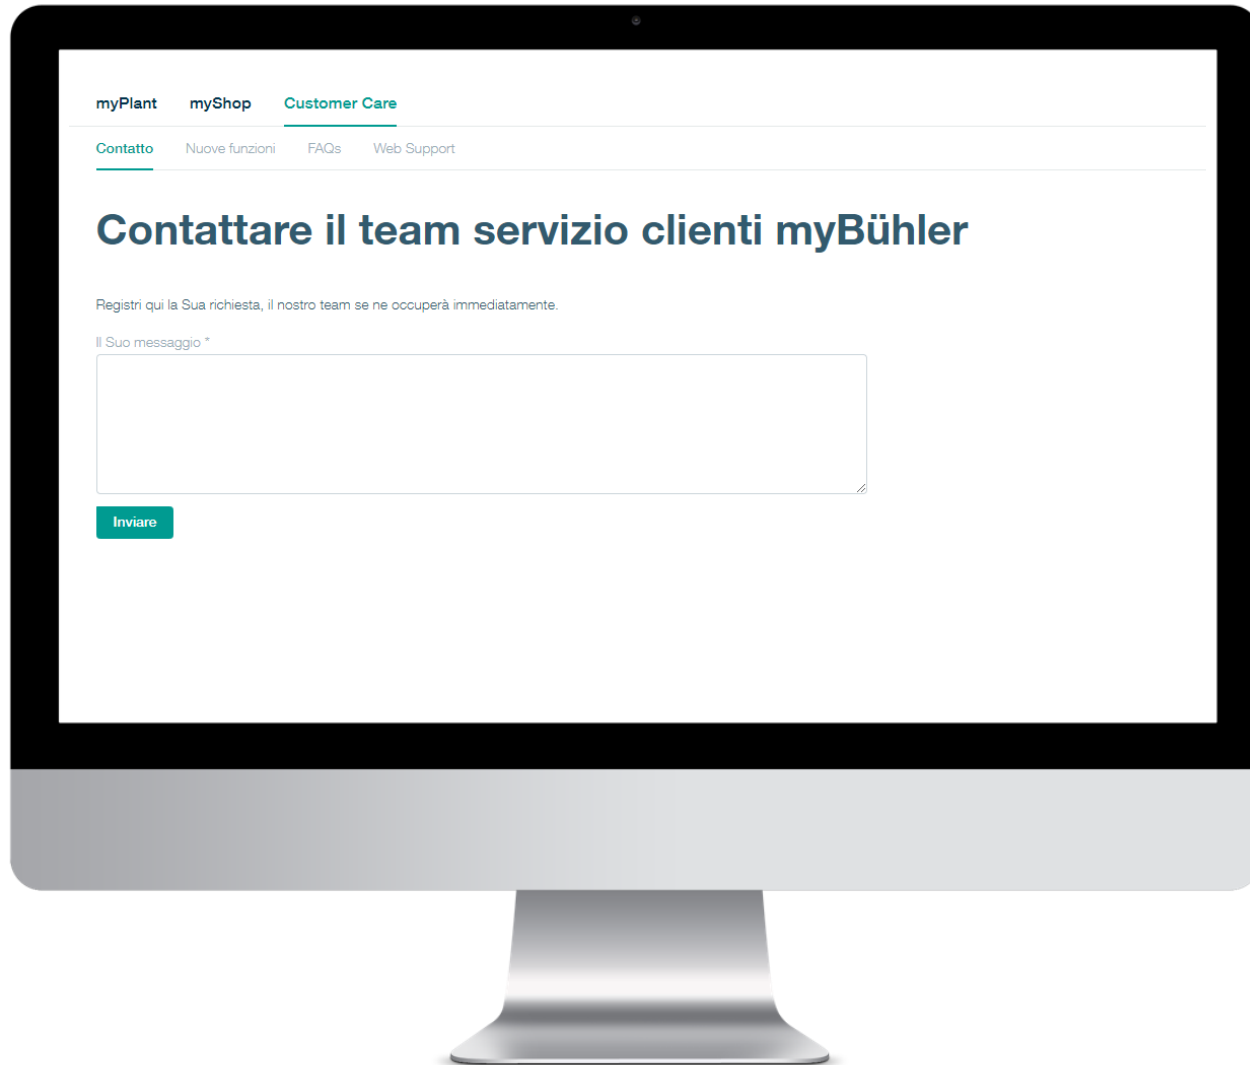 myPlant myShop Customer Care
Contatto Nuove funzioni FAQs Web Support
Contattare il team servizio clienti myBühler
Registri qui la Sua richiesta, il nostro team se ne occuperà immediatamente.
Il Suo messaggio *
Inviare